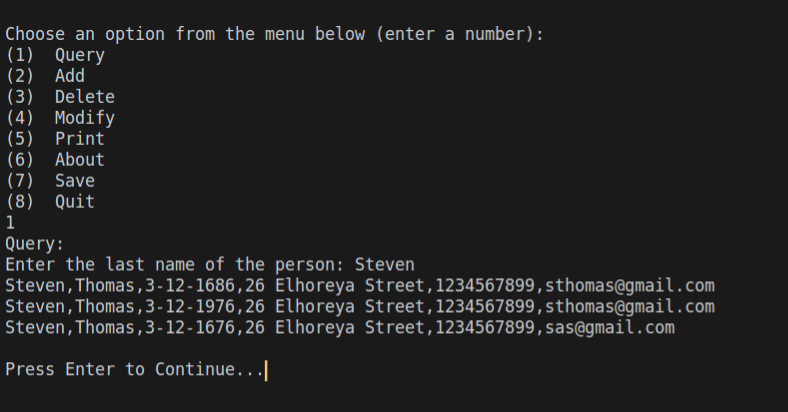 Choose an option from the menu below (enter a number):
(1)  Query
(2)  Add
(3)  Delete
(4)  Modify
(5)  Print
(6)  About
(7)  Save
(8)  Quit
1
Query:
Enter the last name of the person: Steven
Steven,Thomas,3-12-1686,26 Elhoreya Street,1234567899,sthomas@gmail.com
Steven,Thomas,3-12-1976,26 Elhoreya Street,1234567899,sthomas@gmail.com
Steven,Thomas,3-12-1676,26 Elhoreya Street,1234567899,sas@gmail.com
Press Enter to Continue...